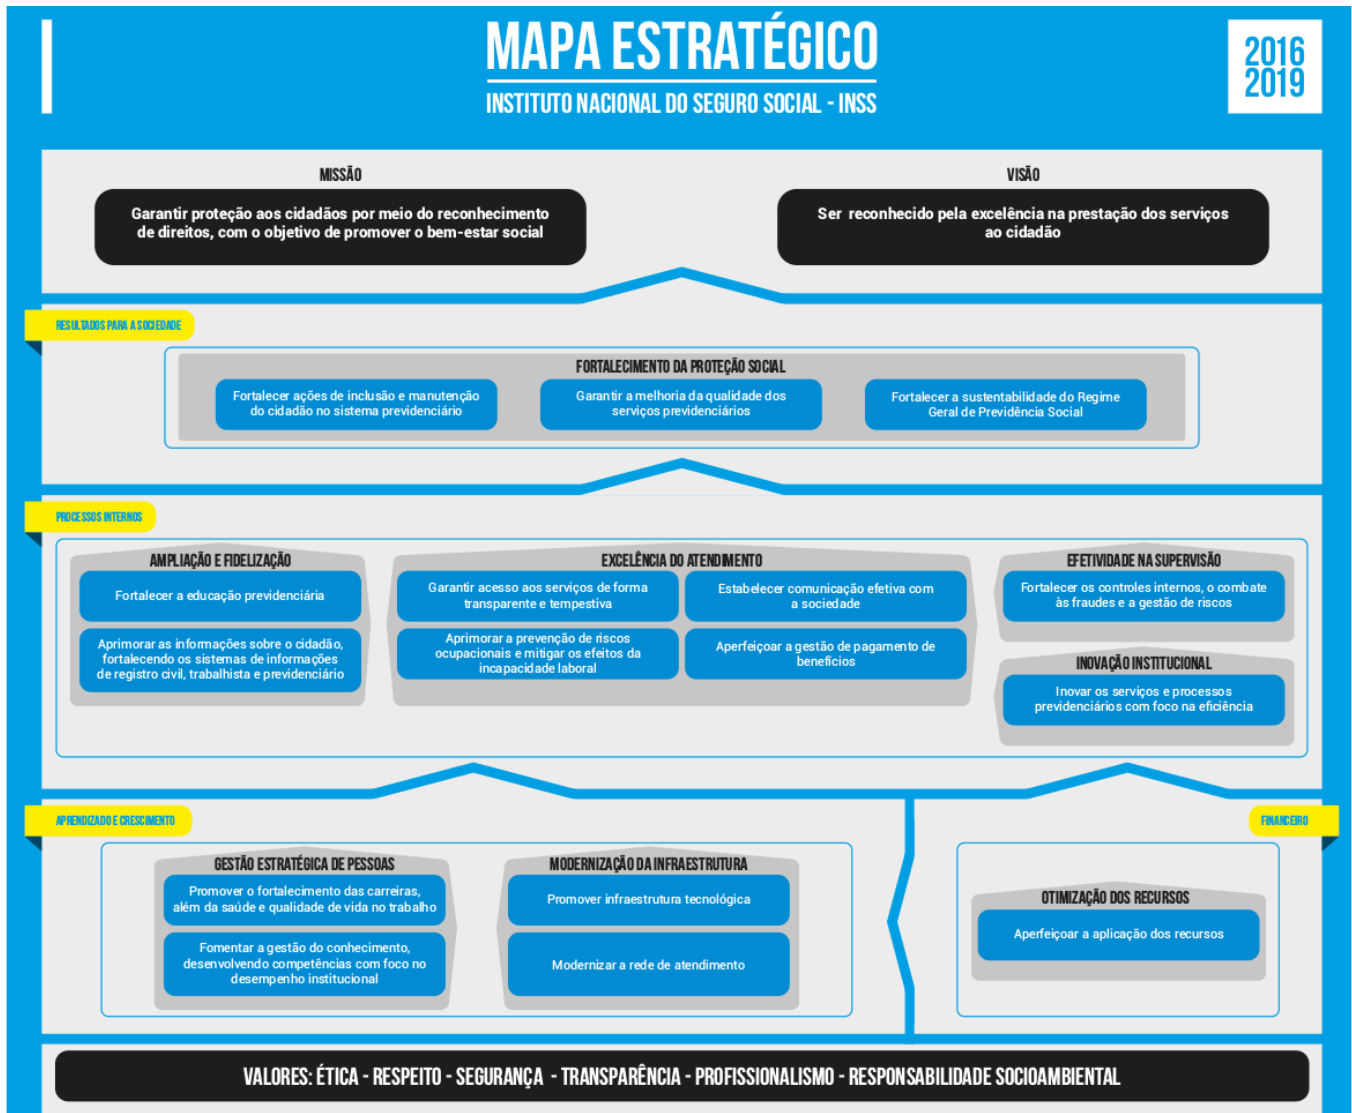 MAPA ESTRATÉGICO
INSTITUTO NACIONAL DO SEGURO SOCIAL - INSS
2016
2019
MISSÃO
Garantir proteção aos cidadãos por meio do reconhecimento
de direitos, com o objetivo de promover o bem-estar social
VISÃO
Ser reconhecido pela excelência na prestação dos serviços
ao cidadão
RESULTADOS PARA A SOCIEDADE
FORTALECIMENTO DA PROTEÇÃO SOCIAL
Fortalecer ações de inclusão e manutenção
do cidadão no sistema previdenciário
Garantir a melhoria da qualidade dos
serviços previdenciários
Fortalecer a sustentabilidade do Regime
Geral de Previdência Social
PROCESSOS INTERNOS
AMPLIAÇÃO E FIDELIZAÇÃO
Fortalecer a educação previdenciária
Aprimorar as informações sobre o cidadão,
fortalecendo os sistemas de informações
de registro civil, trabalhista e previdenciário
EXCELÊNCIA DO ATENDIMENTO
Garantir acesso aos serviços de forma
transparente e tempestiva
Estabelecer comunicação efetiva com
a sociedade
Aprimorar a prevenção de riscos
ocupacionais e mitigar os efeitos da
incapacidade laboral
Aperfeiçoar a gestão de pagamento de
benefícios
EFETIVIDADE NA SUPERVISÃO
Fortalecer os controles internos, o combate
às fraudes e a gestão de riscos
INOVAÇÃO INSTITUCIONAL
Inovar os serviços e processos
previdenciários com foco na eficiência
APRENDIZADO E CRESCIMENTO
GESTÃO ESTRATÉGICA DE PESSOAS
Promover o fortalecimento das carreiras,
além da saúde e qualidade de vida no trabalho
Fomentar a gestão do conhecimento,
desenvolvendo competências com foco no
desempenho institucional
MODERNIZAÇÃO DA INFRAESTRUTURA
Promover infraestrutura tecnológica
Modernizar a rede de atendimento
FINANCEIRO
OTIMIZAÇÃO DOS RECURSOS
Aperfeiçoar a aplicação dos recursos
VALORES: ÉTICA - RESPEITO - SEGURANÇA - TRANSPARÊNCIA - PROFISSIONALISMO - RESPONSABILIDADE SOCIOAMBIENTAL